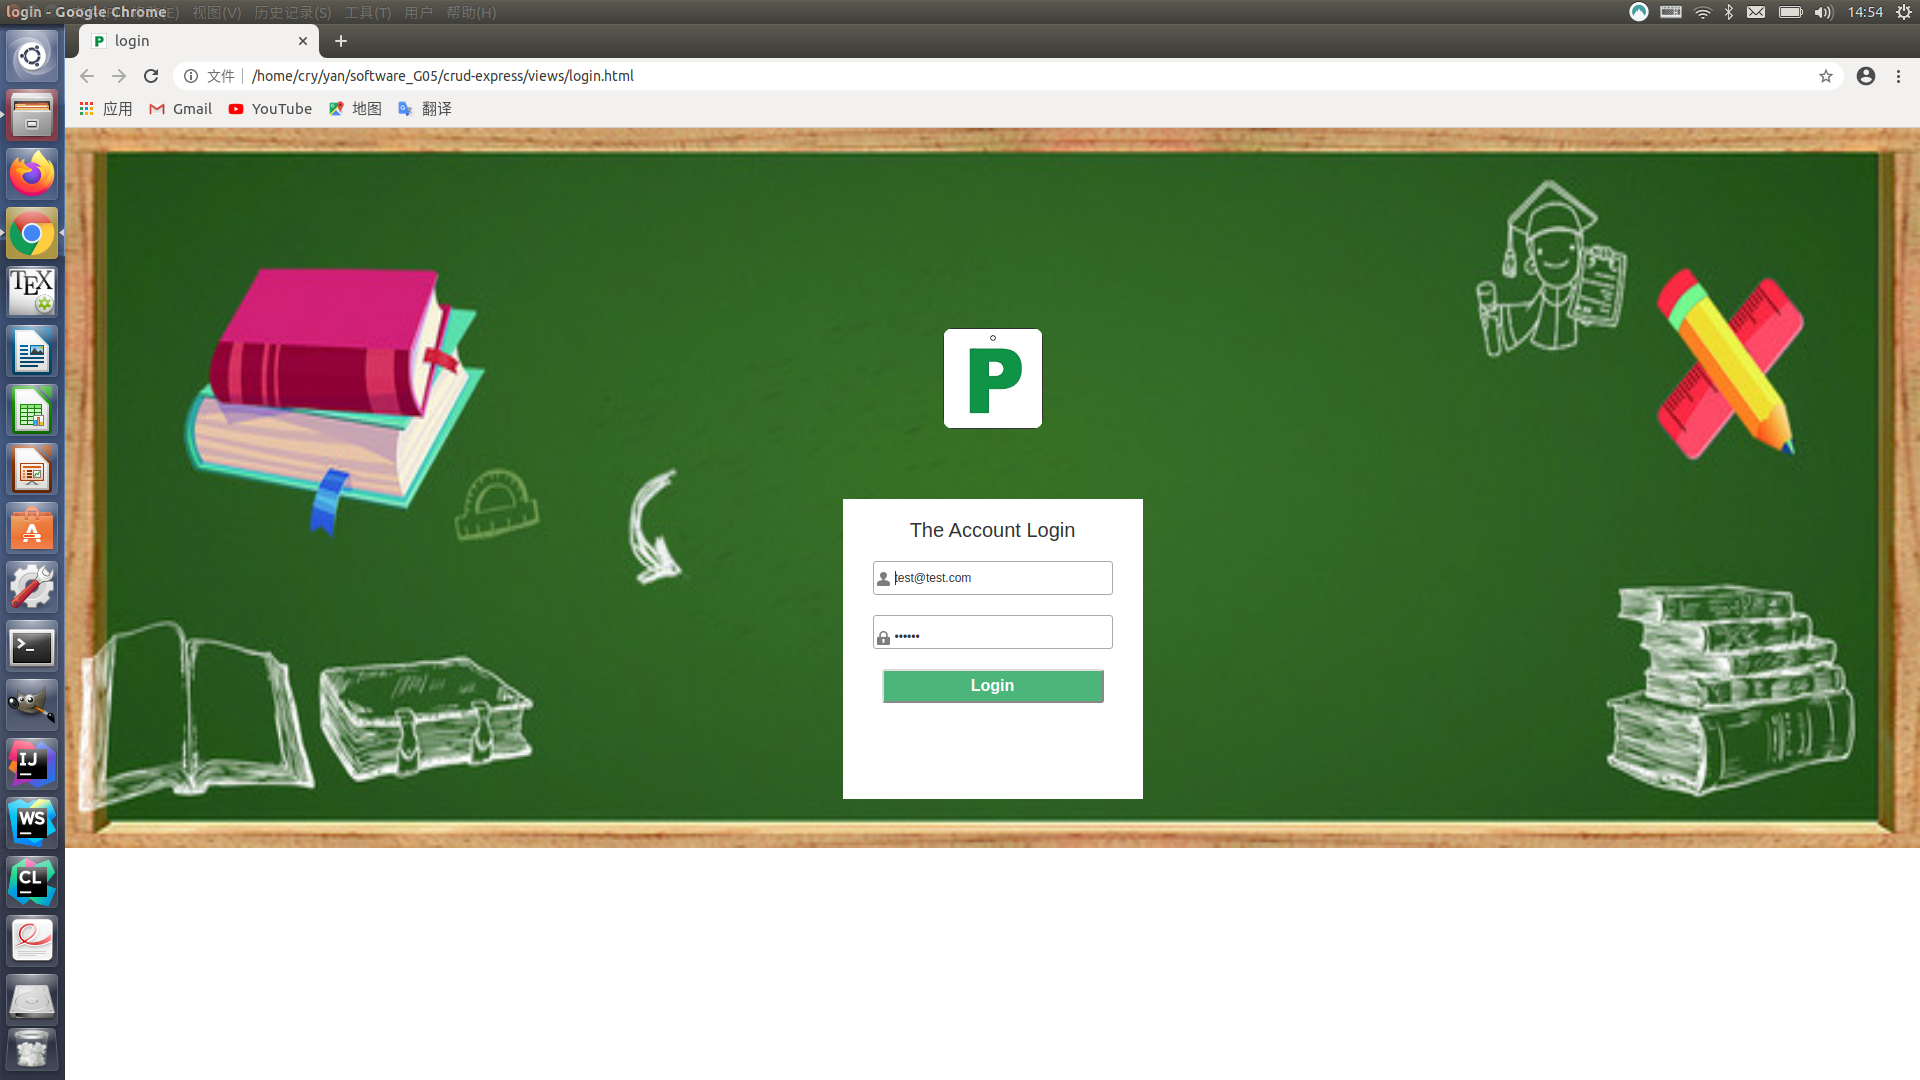 login - Google Chrome 视图(V) 历史记录(S) 工具(T) 用户 帮助(H) 14:54
P login
文件 /home/cry/yan/software_G05/crud-express/views/login.html
应用 Gmail YouTube 地图 翻译
TEX
P
The Account Login
test@test.com
••••••
Login
A
>_
IJ
WS
CL